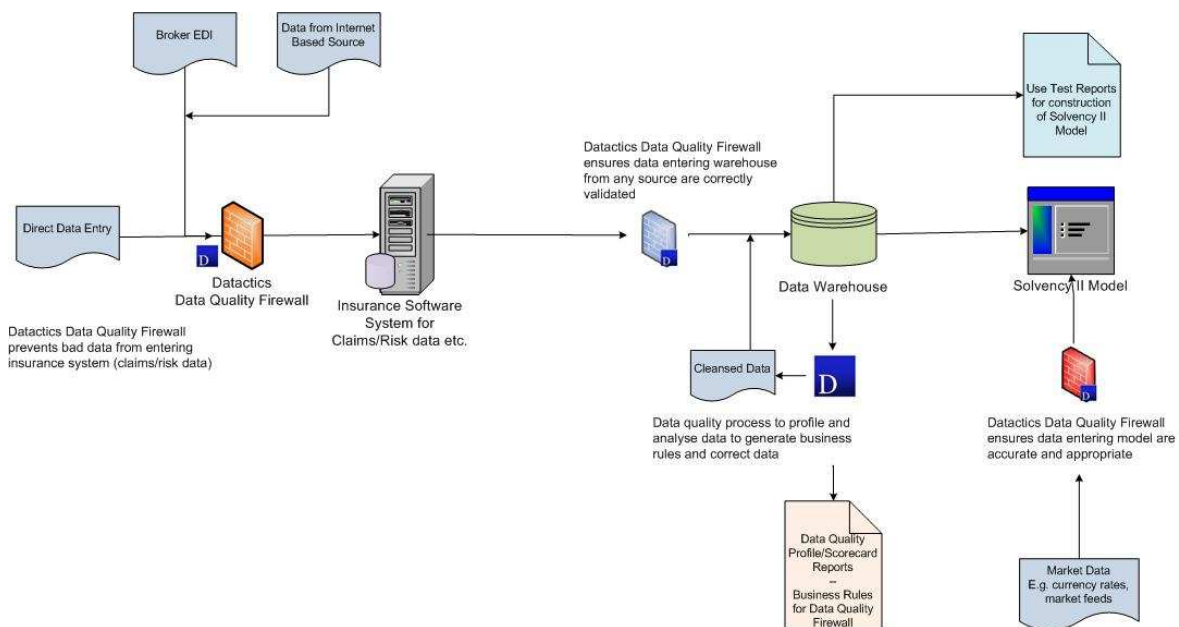 Broker EDI
Data from Internet
Based Source
Direct Data Entry
D
Datactics
Data Quality Firewall
Datactics Data Quality Firewall
prevents bad data from entering
insurance system (claims/risk data)
Insurance Software
System for
Claims/Risk data etc.
Datactics Data Quality Firewall
ensures data entering warehouse
from any source are correctly
validated
D
Data Warehouse
Use Test Reports
for construction
of Solvency II
Model
Solvency II Model
Cleansed Data
D
Data quality process to profile and
analyse data to generate business
rules and correct data
Data Quality
Profile/Scorecard
Reports
--
Business Rules
for Data Quality
Firewall
D
Datactics Data Quality Firewall
ensures data entering model are
accurate and appropriate
Market Data
E.g. currency rates,
market feeds